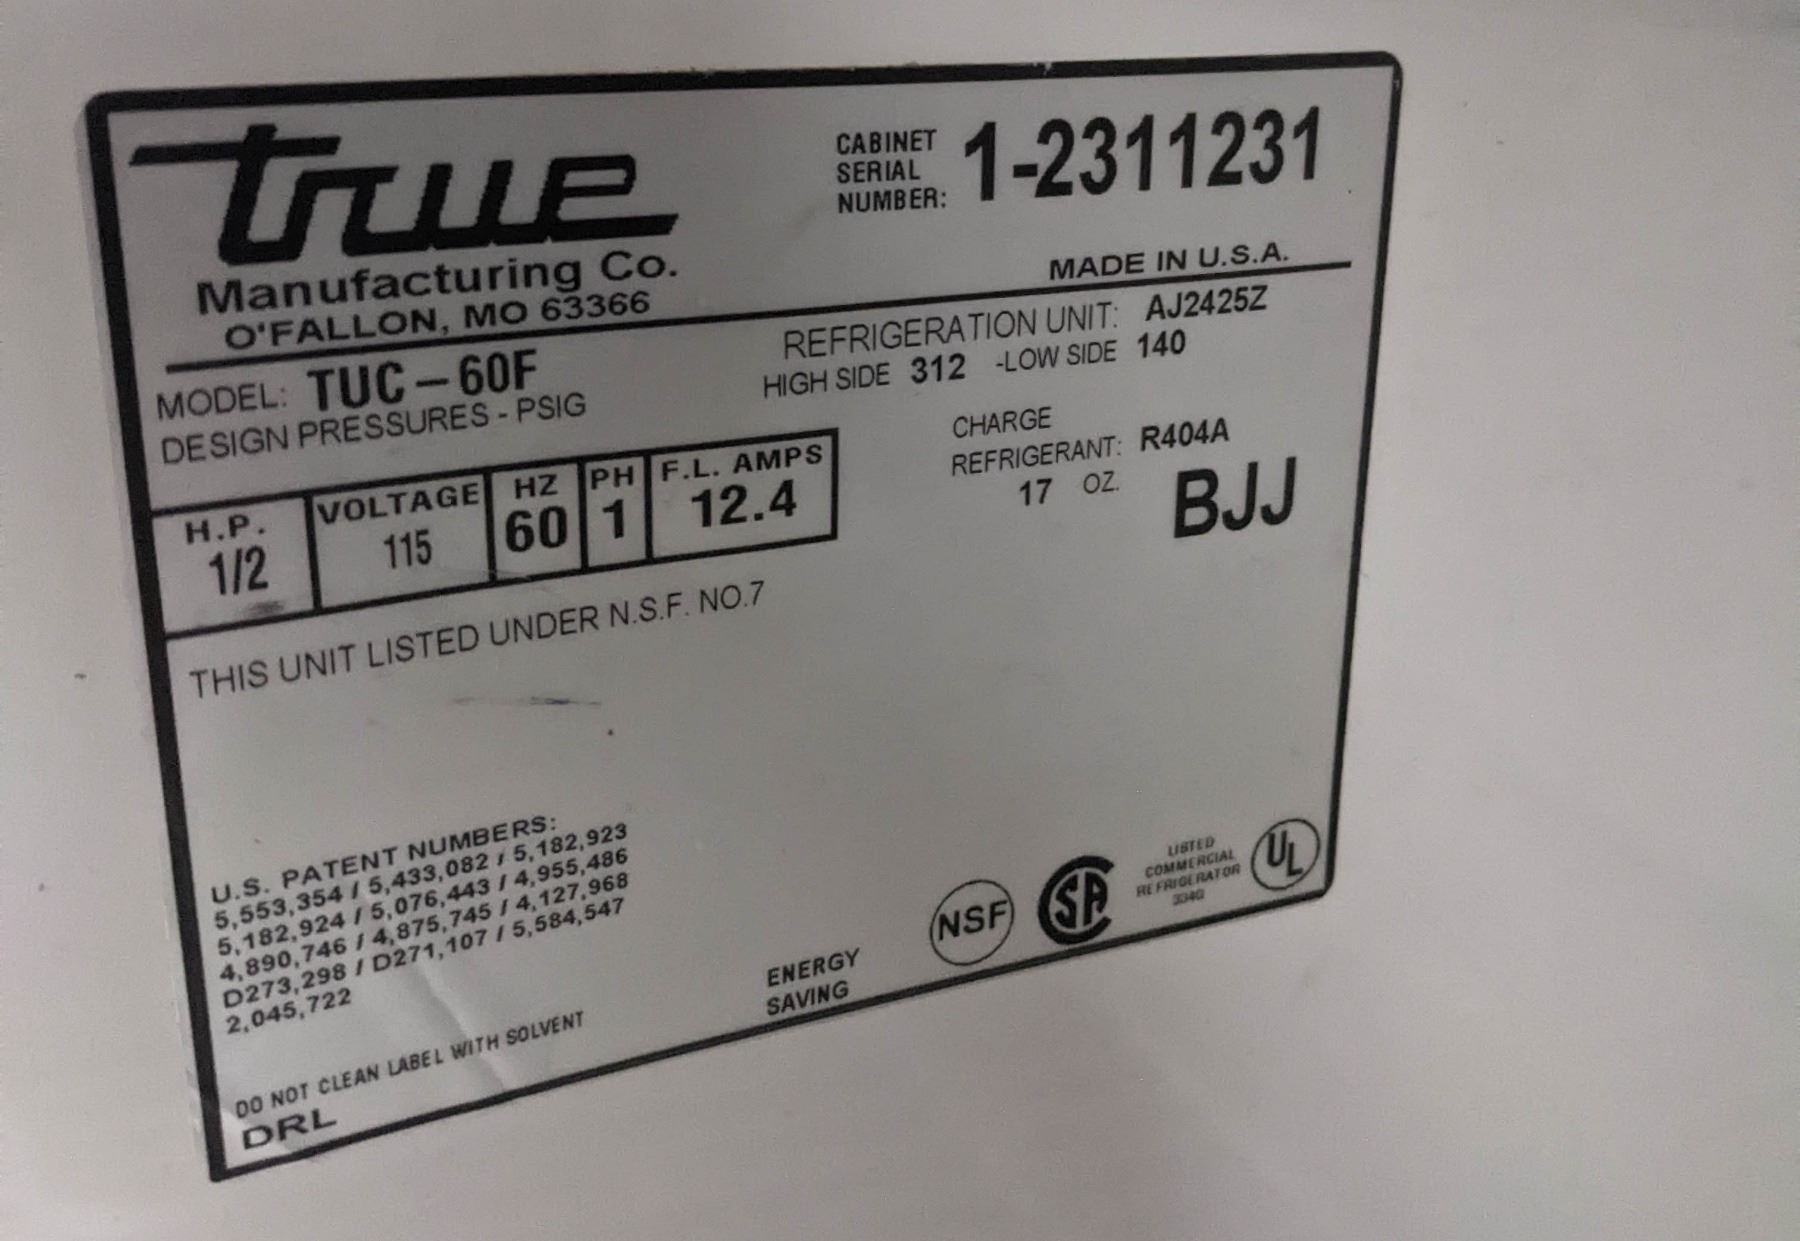 true
Manufacturing Co.
O'FALLON, MO 63366
CABINET
SERIAL
NUMBER: 1-2311231
MADE IN U.S.A.
MODEL: TUC-60F
DESIGN PRESSURES - PSIG
REFRIGERATION UNIT: AJ2425Z
HIGH SIDE 312 -LOW SIDE 140
H.P. VOLTAGE HZ PH F.L. AMPS
1/2 115 60 1 12.4
CHARGE
REFRIGERANT: R404A
17 OZ.
BJJ
THIS UNIT LISTED UNDER N.S.F. NO.7
U.S. PATENT NUMBERS:
5,553,354 / 5,433,082 / 5,182,923
5,182,924 / 5,076,443 / 4,955,486
4,890,746 / 4,875,745 / 4,127,968
D273,298 / D271,107 / 5,584,547
2,045,722
DO NOT CLEAN LABEL WITH SOLVENT
DRL
ENERGY
SAVING
NSF
SA
LISTED
COMMERCIAL
REFRIGERATOR
UL